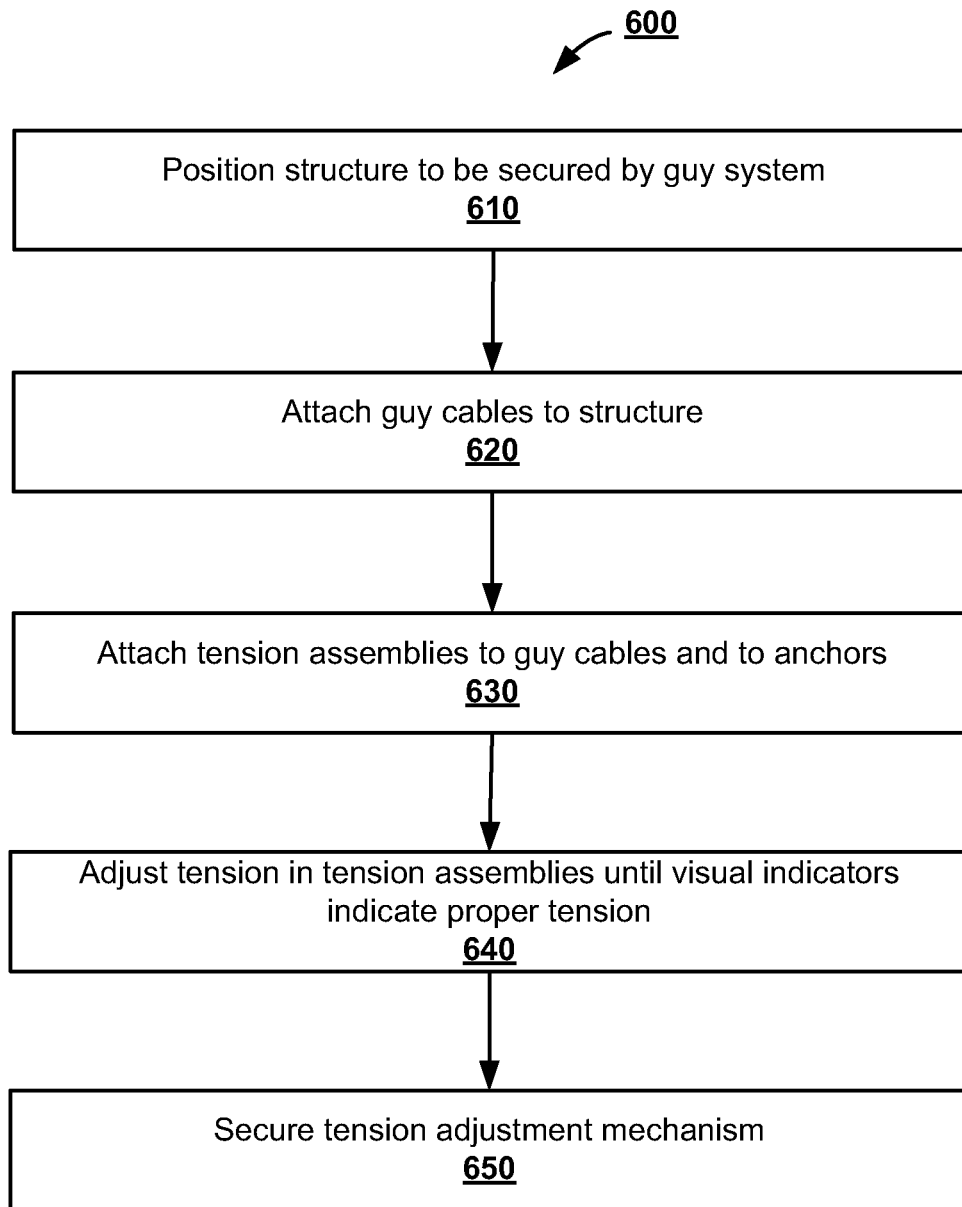 600
Position structure to be secured by guy system
610
Attach guy cables to structure
620
Attach tension assemblies to guy cables and to anchors
630
Adjust tension in tension assemblies until visual indicators
indicate proper tension
640
Secure tension adjustment mechanism
650